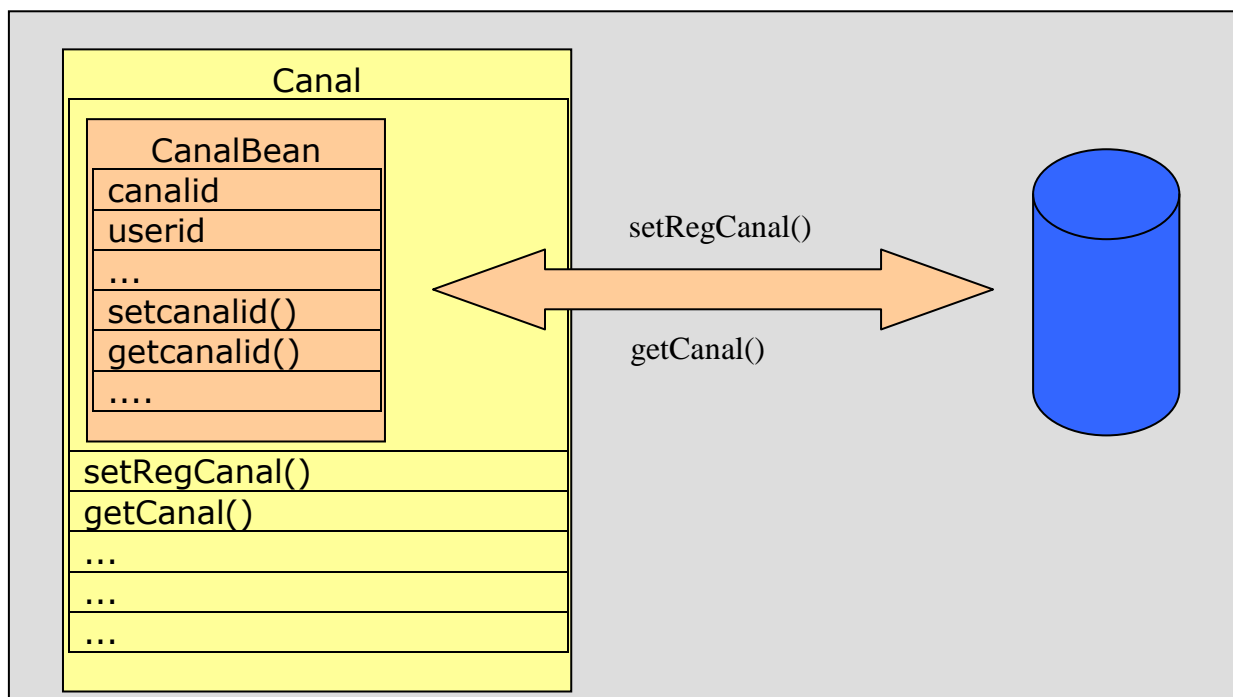 Canal
CanalBean
canalid
userid
...
setcanalid()
getcanalid()
....
setRegCanal()
getCanal()
...
...
...
setRegCanal()
getCanal()